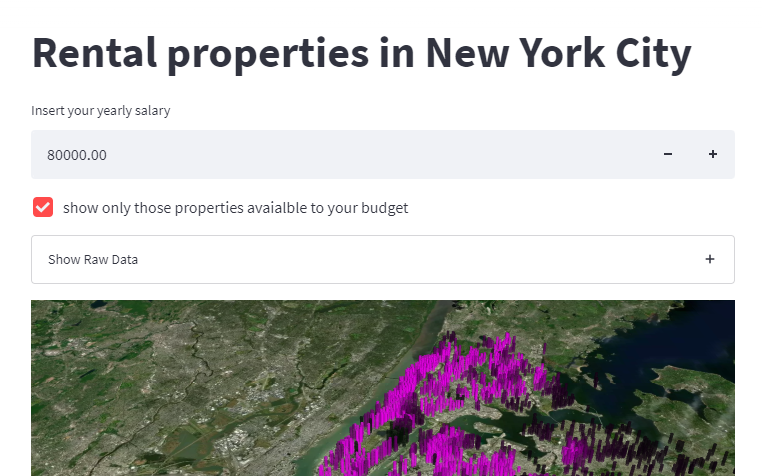 Rental properties in New York City
Insert your yearly salary
80000.00
show only those properties avaialble to your budget
Show Raw Data